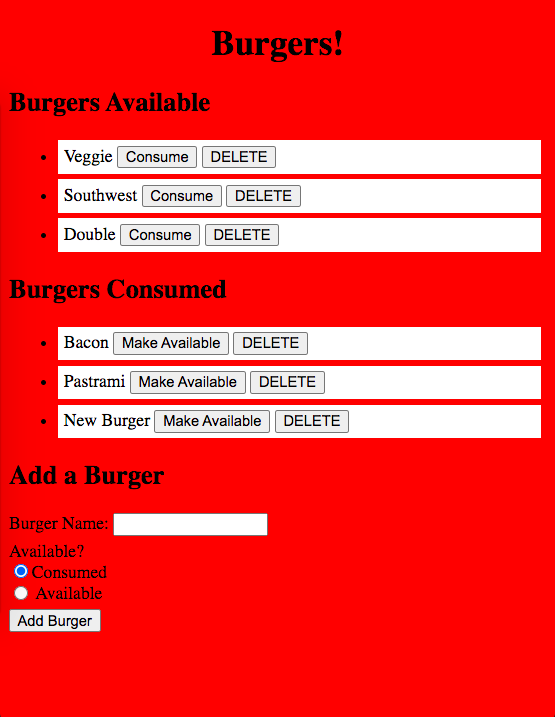 Burgers!
Burgers Available
Veggie Consume DELETE
Southwest Consume DELETE
Double Consume DELETE
Burgers Consumed
Bacon Make Available DELETE
Pastrami Make Available DELETE
New Burger Make Available DELETE
Add a Burger
Burger Name:
Available?
Consumed
Available
Add Burger